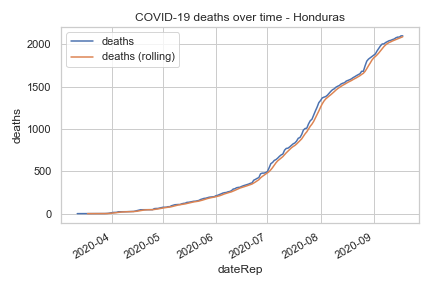 COVID-19 deaths over time - Honduras
deaths
deaths (rolling)
2000
1500
1000
500
0
deaths
2020-04
2020-05
2020-06
2020-07
2020-08
2020-09
dateRep